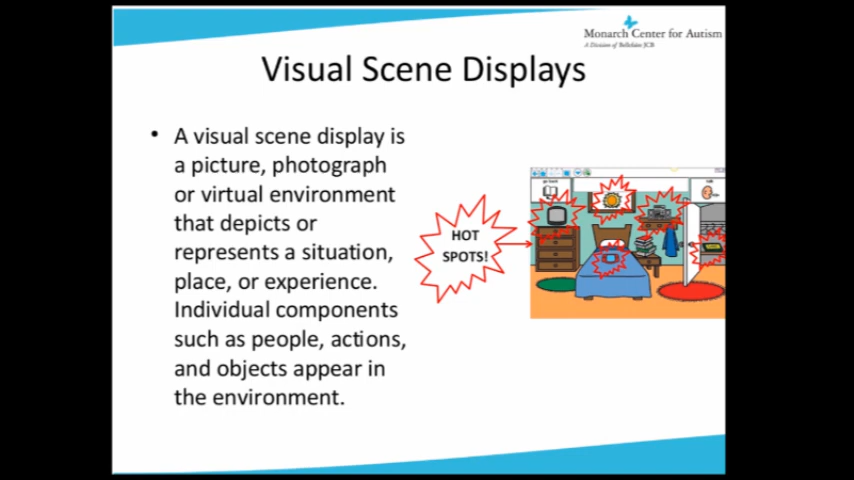 Monarch Center for Autism
A Division of Bellefaire JCB
Visual Scene Displays
• A visual scene display is
a picture, photograph
or virtual environment
that depicts or
represents a situation,
place, or experience.
Individual components
such as people, actions,
and objects appear in
the environment.
HOT
SPOTS!
go back